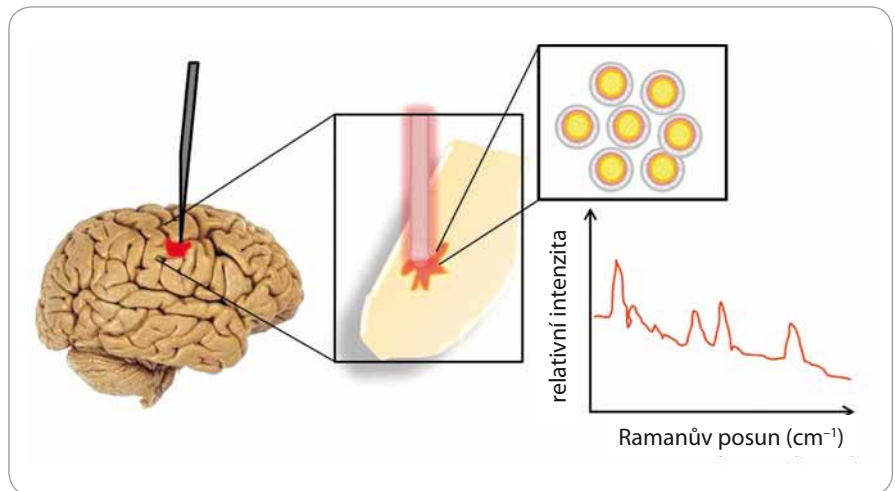 relativní intenzita
Ramanův posun (cm⁻¹)